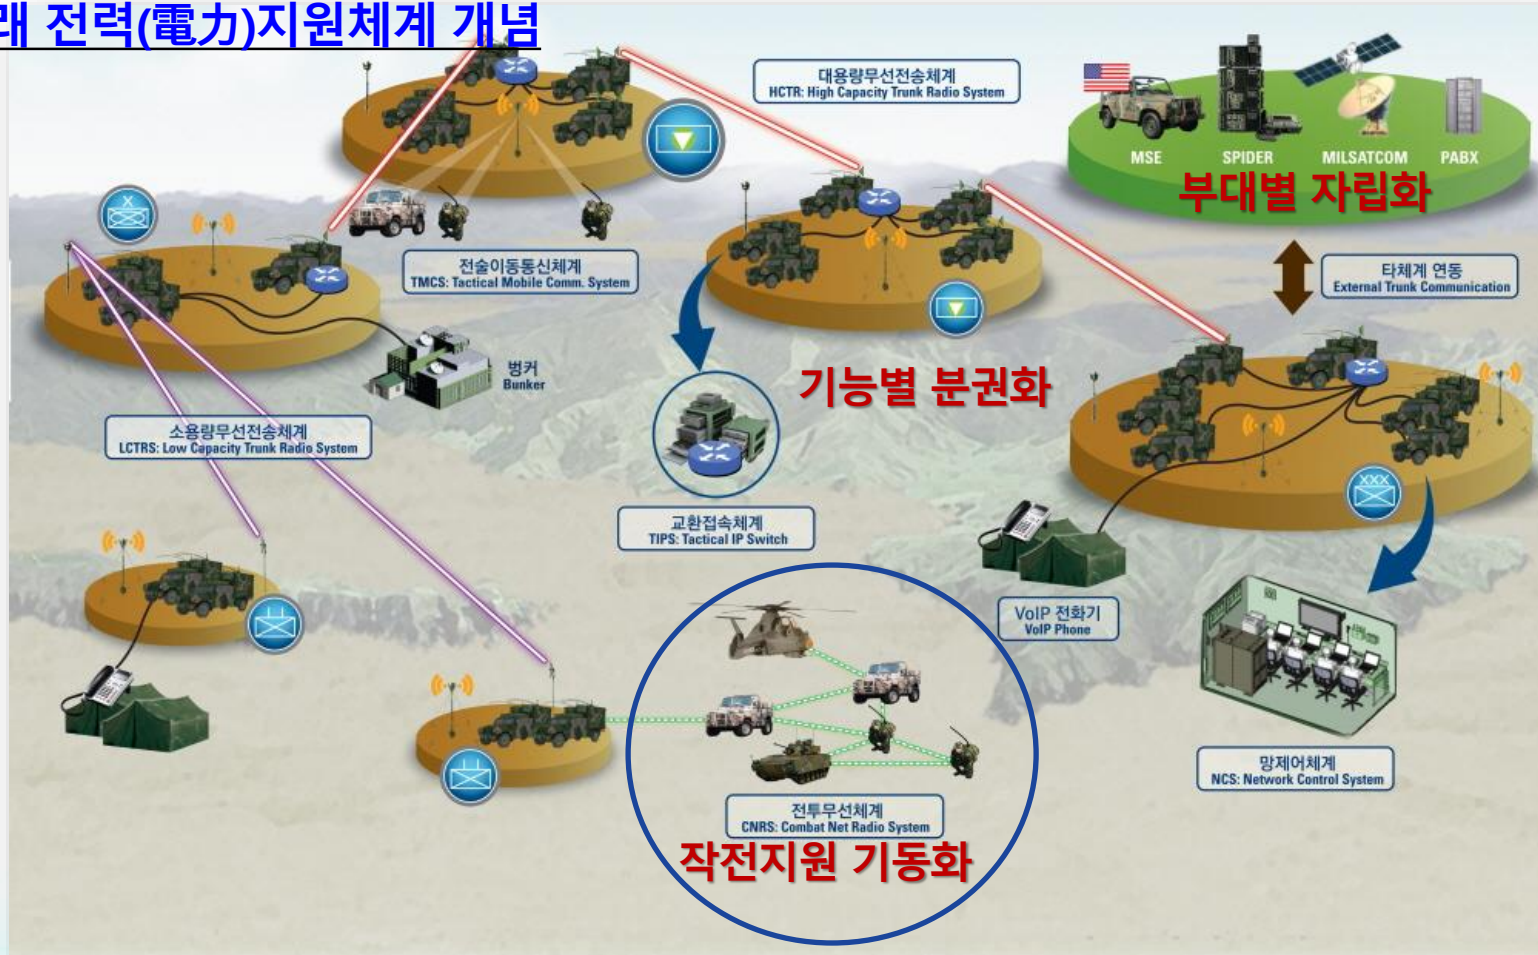 래 전력(電力)지원체계 개념
대용량무선전송체계
HCTR: High Capacity Trunk Radio System
MSE
SPIDER
MILSATCOM
PABX
부대별 자립화
X
전술이동통신체계
TMCS: Tactical Mobile Comm. System
타체계 연동
External Trunk Communication
벙커
Bunker
기능별 분권화
소용량무선전송체계
LCTRS: Low Capacity Trunk Radio System
XXX
교환접속체계
TIPS: Tactical IP Switch
VoIP 전화기
VoIP Phone
망제어체계
NCS: Network Control System
전투무선체계
CNRS: Combat Net Radio System
작전지원 기동화